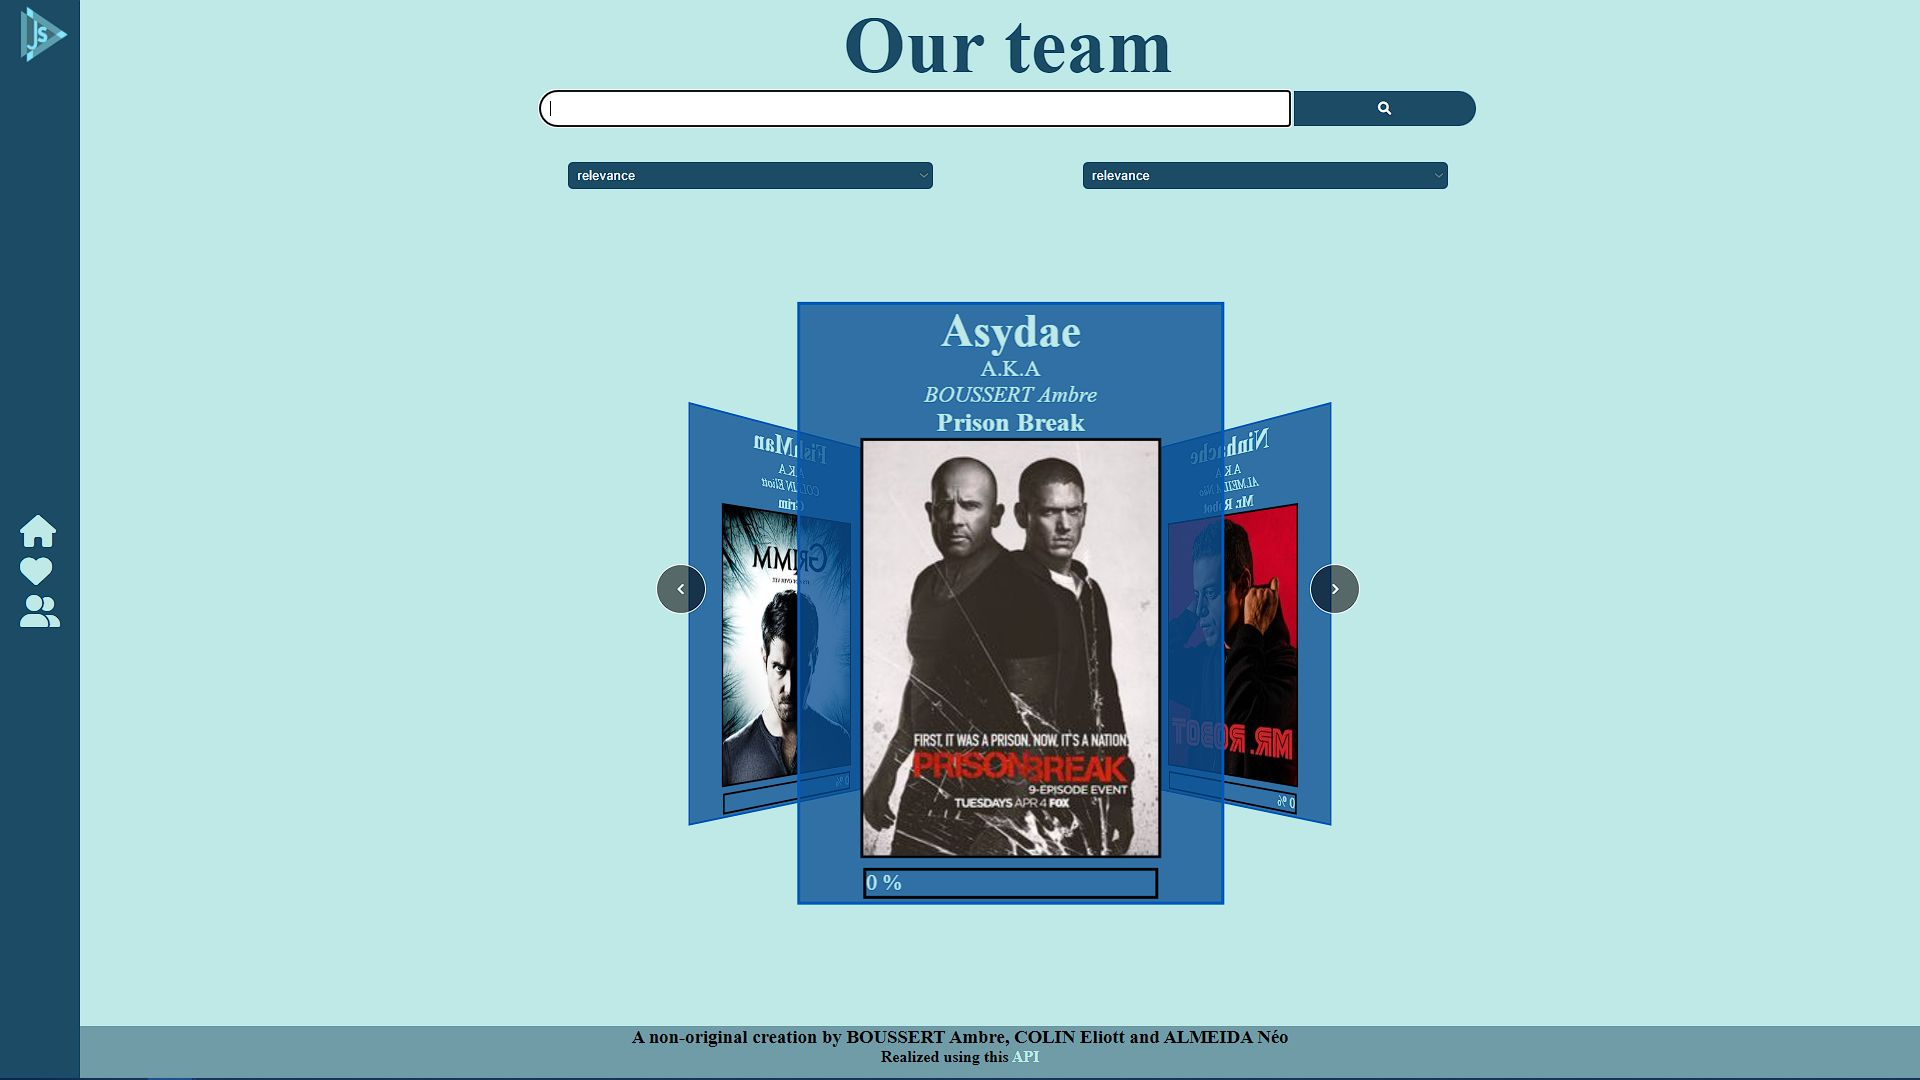 JS
Our team
relevance
relevance
Asydae
A.K.A
BOUSSERT Ambre
Prison Break
FIRST, IT WAS A PRISON. NOW, IT'S A NATION.
PRISON BREAK
9-EPISODE EVENT
TUESDAYS APR 4 FOX
0 %
FishMan
A.K.A
COLIN Eliott
Grim
GRIMM
0 %
Ninhache
A.K.A
ALMEILA Néo
Mr. Robot
MR. ROBOT
0 %
A non-original creation by BOUSSERT Ambre, COLIN Eliott and ALMEIDA Néo
Realized using this API